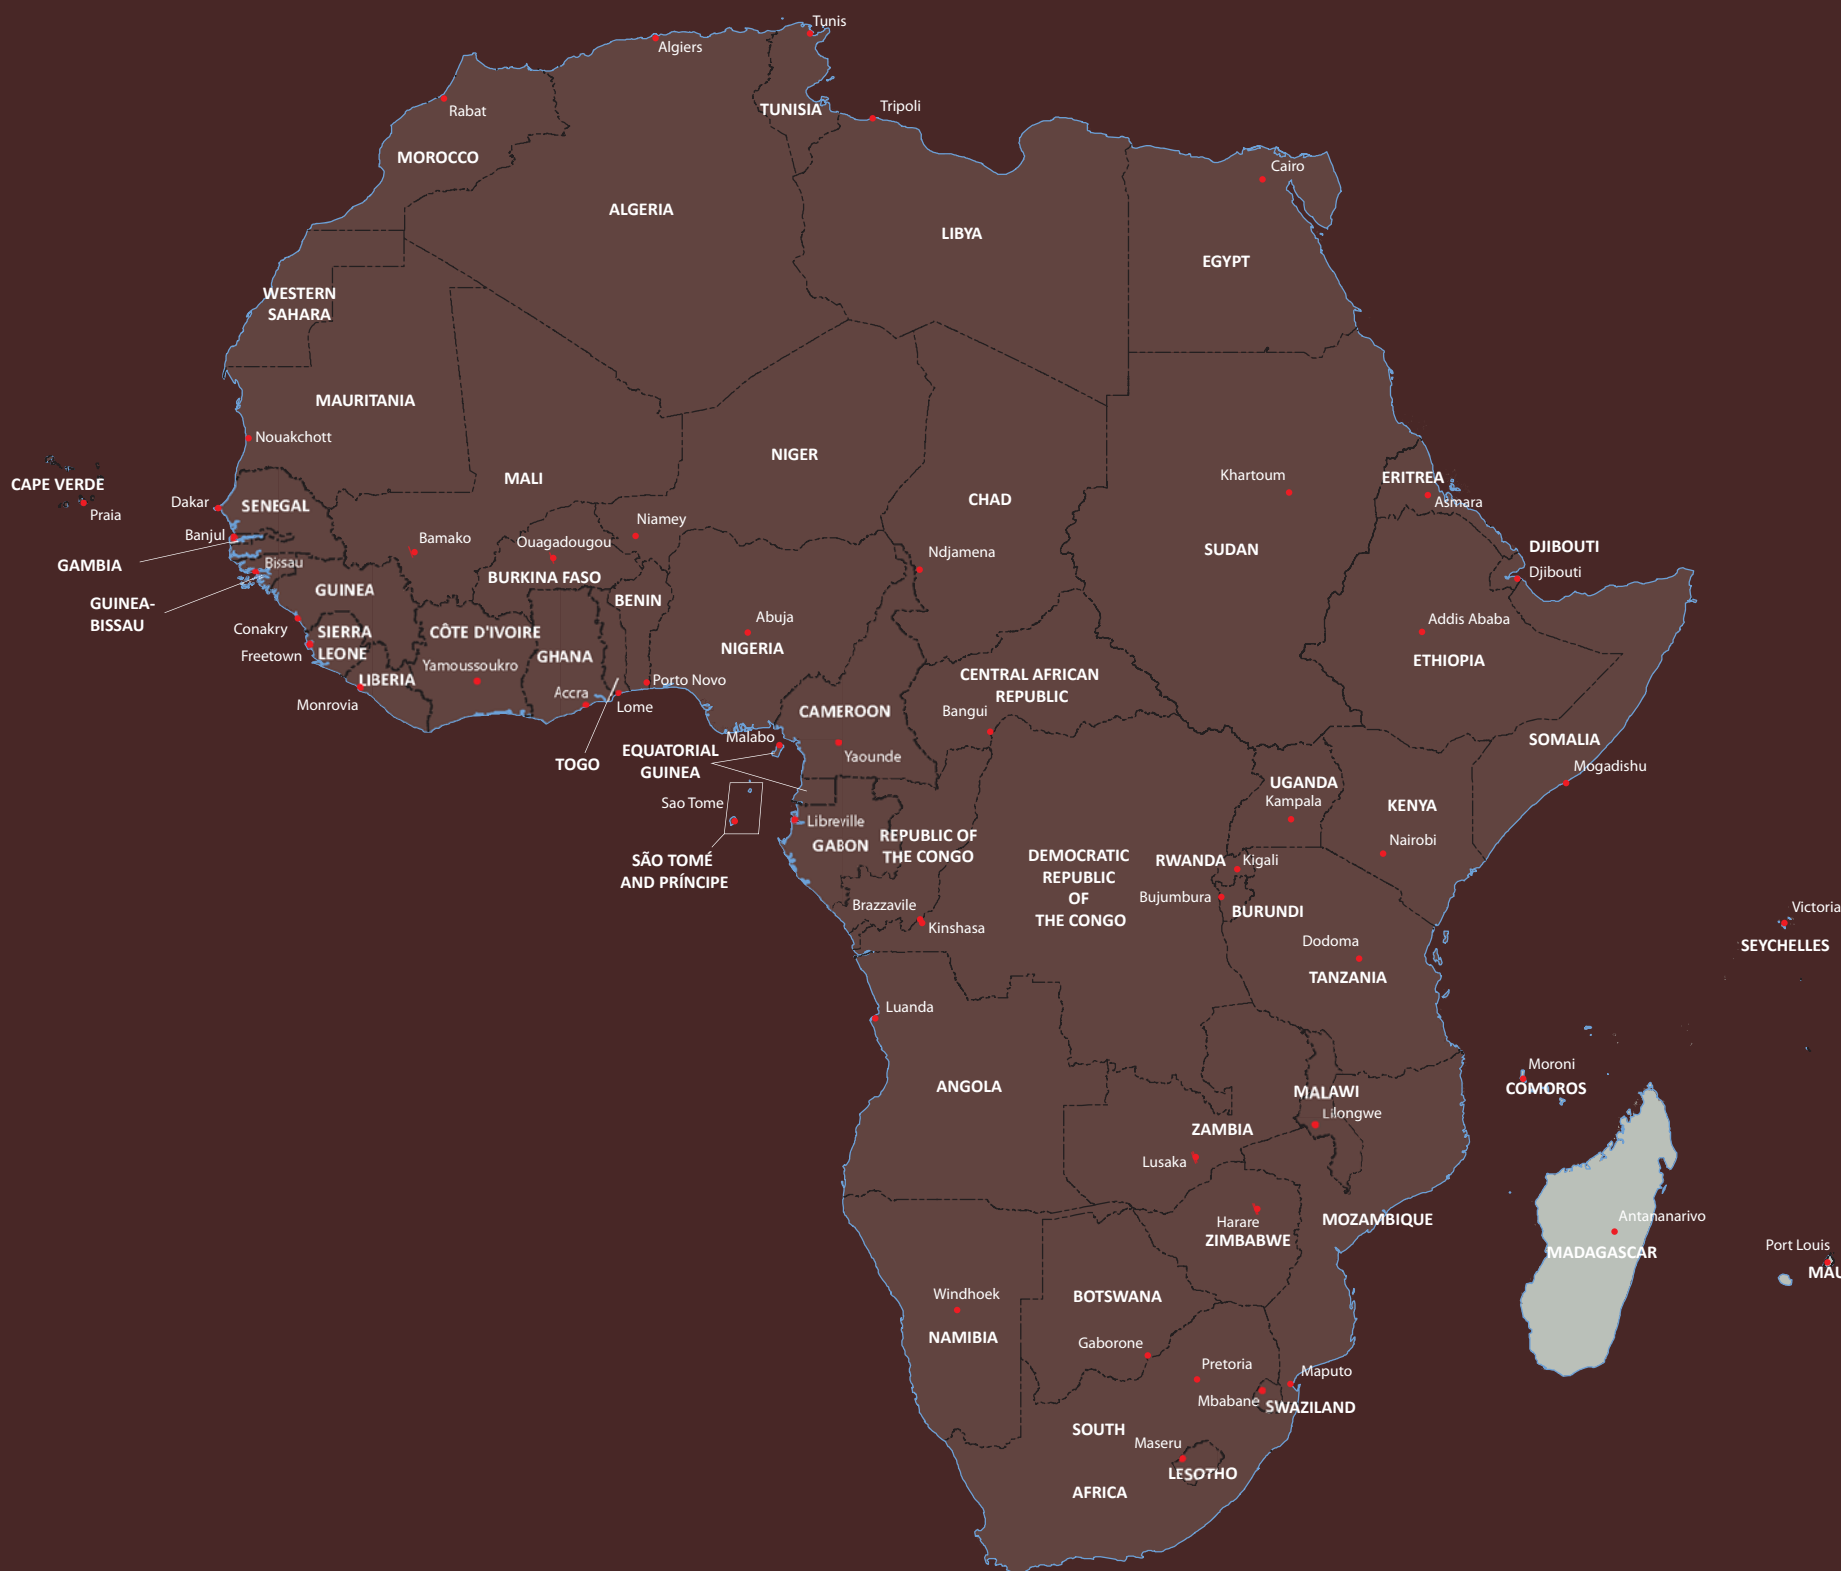 Tunis
Algiers
Rabat
TUNISIA
Tripoli
MOROCCO
Cairo
ALGERIA
LIBYA
EGYPT
WESTERN
SAHARA
MAURITANIA
Nouakchott
NIGER
MALI
CHAD
Khartoum
ERITREA
Asmara
CAPE VERDE
Praia
Dakar
SENEGAL
Banjul
GAMBIA
Bissau
GUINEA-
BISSAU
Bamako
Niamey
Ouagadougou
BURKINA FASO
Ndjamena
SUDAN
DJIBOUTI
Djibouti
GUINEA
BENIN
Abuja
NIGERIA
Addis Ababa
ETHIOPIA
Conakry
SIERRA
LEONE
Freetown
CÔTE D'IVOIRE
Yamoussoukro
GHANA
LIBERIA
Monrovia
Accra
Porto Novo
Lome
TOGO
CENTRAL AFRICAN
REPUBLIC
Bangui
CAMEROON
Yaounde
Malabo
EQUATORIAL
GUINEA
SOMALIA
Mogadishu
UGANDA
Kampala
KENYA
Nairobi
Sao Tome
SÃO TOMÉ
AND PRÍNCIPE
Libreville
GABON
REPUBLIC OF
THE CONGO
DEMOCRATIC
REPUBLIC
OF
THE CONGO
RWANDA
Kigali
Bujumbura
BURUNDI
Brazzavile
Kinshasa
Dodoma
TANZANIA
Victoria
SEYCHELLES
Luanda
ANGOLA
Moroni
COMOROS
MALAWI
Lilongwe
ZAMBIA
Lusaka
Harare
ZIMBABWE
MOZAMBIQUE
Antananarivo
MADAGASCAR
Port Louis
MAU
Windhoek
NAMIBIA
BOTSWANA
Gaborone
Pretoria
Maputo
Mbabane
SWAZILAND
SOUTH
AFRICA
Maseru
LESOTHO